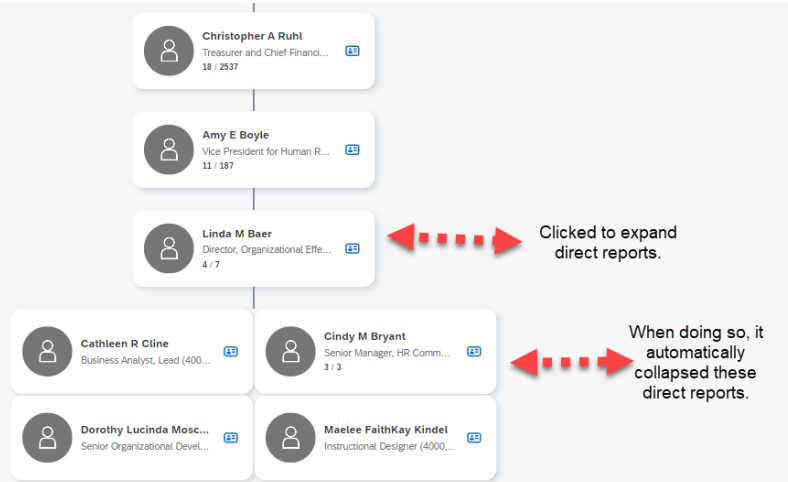 Christopher A Ruhl
Treasurer and Chief Financi...
18 / 2537
Amy E Boyle
Vice President for Human R...
11 / 187
Linda M Baer
Director, Organizational Effe...
4 / 7
Clicked to expand
direct reports.
Cathleen R Cline
Business Analyst, Lead (400...
Cindy M Bryant
Senior Manager, HR Comm...
3 / 3
When doing so, it
automatically
collapsed these
direct reports.
Dorothy Lucinda Mosc...
Senior Organizational Devel...
Maelee FaithKay Kindel
Instructional Designer (4000...